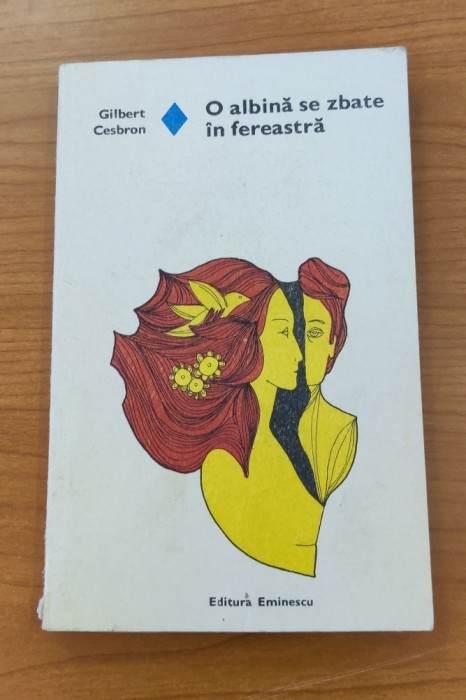 Gilbert
Cesbron
O albină se zbate
în fereastră
Editura Eminescu